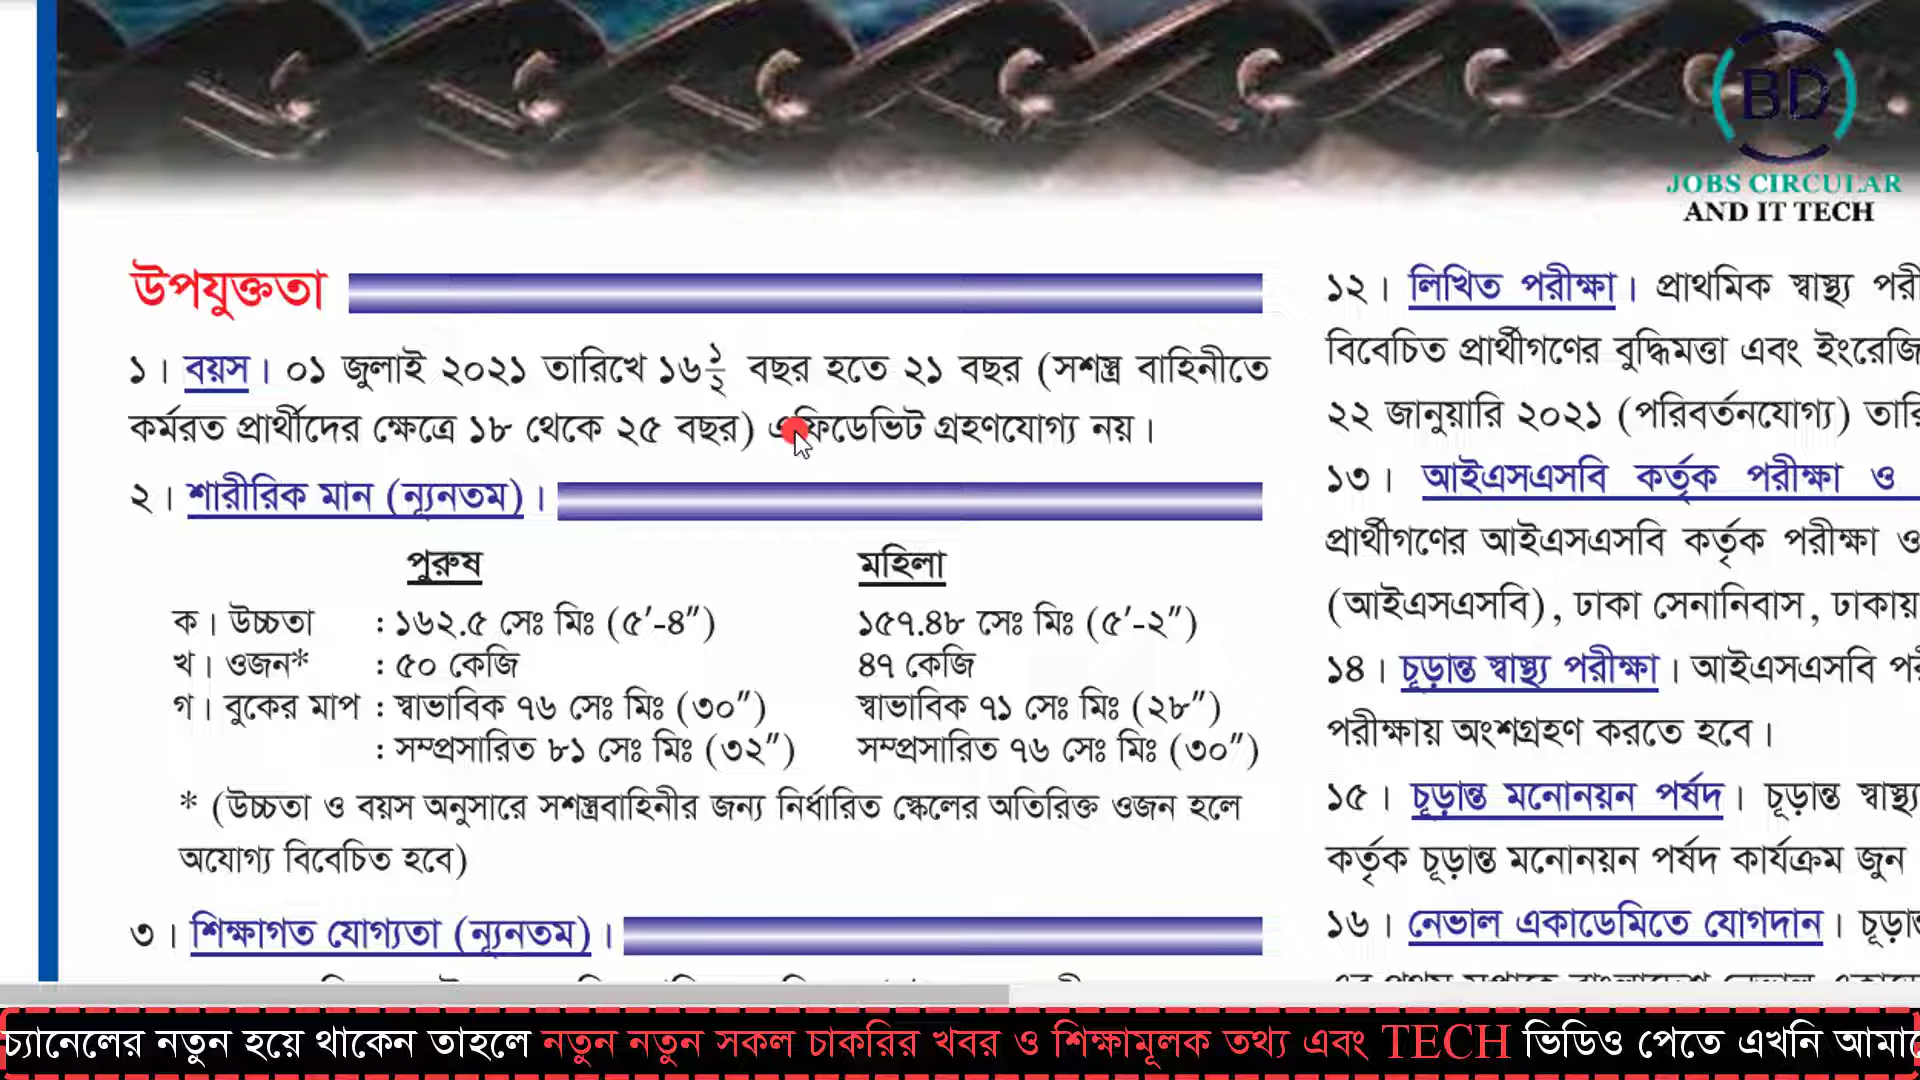 BD
JOBS CIRCULAR
AND IT TECH
উপযুক্ততা
১। বয়স। ০১ জুলাই ২০২১ তারিখে ১৬ ১/২ বছর হতে ২১ বছর (সশস্ত্র বাহিনীতে
কর্মরত প্রার্থীদের ক্ষেত্রে ১৮ থেকে ২৫ বছর) এফিডেভিট গ্রহণযোগ্য নয়।
২। শারীরিক মান (ন্যূনতম)।
পুরুষ মহিলা
ক। উচ্চতা : ১৬২.৫ সেঃ মিঃ (৫′-৪″) ১৫৭.৪৮ সেঃ মিঃ (৫′-২″)
খ। ওজন* : ৫০ কেজি ৪৭ কেজি
গ। বুকের মাপ : স্বাভাবিক ৭৬ সেঃ মিঃ (৩০″) স্বাভাবিক ৭১ সেঃ মিঃ (২৮″)
: সম্প্রসারিত ৮১ সেঃ মিঃ (৩২″) সম্প্রসারিত ৭৬ সেঃ মিঃ (৩০″)
* (উচ্চতা ও বয়স অনুসারে সশস্ত্রবাহিনীর জন্য নির্ধারিত স্কেলের অতিরিক্ত ওজন হলে
অযোগ্য বিবেচিত হবে)
৩। শিক্ষাগত যোগ্যতা (ন্যূনতম)।
১২। লিখিত পরীক্ষা। প্রাথমিক স্বাস্থ্য পরী
বিবেচিত প্রার্থীগণের বুদ্ধিমত্তা এবং ইংরেজি
২২ জানুয়ারি ২০২১ (পরিবর্তনযোগ্য) তারি
১৩। আইএসএসবি কর্তৃক পরীক্ষা ও
প্রার্থীগণের আইএসএসবি কর্তৃক পরীক্ষা ও
(আইএসএসবি), ঢাকা সেনানিবাস, ঢাকায়
১৪। চূড়ান্ত স্বাস্থ্য পরীক্ষা। আইএসএসবি পরী
পরীক্ষায় অংশগ্রহণ করতে হবে।
১৫। চূড়ান্ত মনোনয়ন পর্ষদ। চূড়ান্ত স্বাস্থ্য
কর্তৃক চূড়ান্ত মনোনয়ন পর্ষদ কার্যক্রম জুন
১৬। নেভাল একাডেমিতে যোগদান। চূড়ান্ত
চ্যানেলের নতুন হয়ে থাকেন তাহলে নতুন নতুন সকল চাকরির খবর ও শিক্ষামূলক তথ্য এবং TECH ভিডিও পেতে এখনি আমা